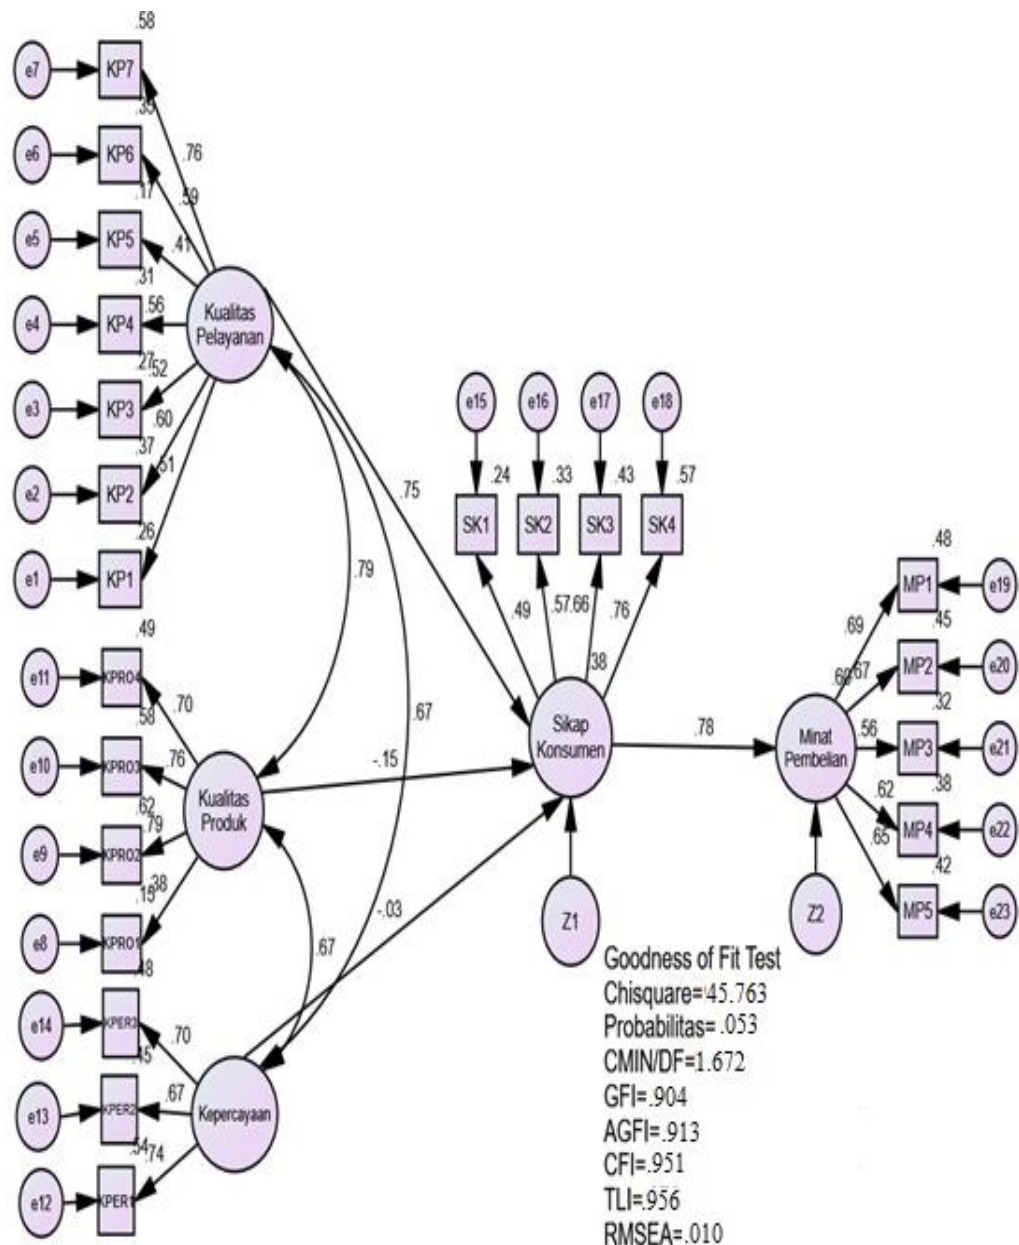 .58
e7
KP7
.35
.76
e6
KP6
.17
.59
e5
KP5
.41
.31
e4
KP4
.56
Kualitas
Pelayanan
.27
.52
e3
KP3
.60
.37
e2
KP2
.51
.26
e1
KP1
.75
.79
.67
e15
e16
e17
e18
.24
.33
.43
.57
SK1
SK2
SK3
SK4
.49
.57
.66
.76
.38
Sikap
Konsumen
.78
.49
e11
KPRO4
.70
.58
e10
KPRO3
.76
Kualitas
Produk
-.15
.62
.79
e9
KPRO2
.38
.15
e8
KPRO1
.67
-.03
.48
e14
KPER3
.70
.45
e13
KPER2
.67
Kepercayaan
.54
.74
e12
KPER1
.48
MP1
e19
.69
.45
MP2
e20
.67
.32
Minat
Pembelian
.56
MP3
e21
.38
.62
MP4
e22
.65
.42
MP5
e23
Z1
Z2
Goodness of Fit Test
Chisquare=45.763
Probabilitas= .053
CMIN/DF=1.672
GFI=.904
AGFI=.913
CFI=.951
TLI=.956
RMSEA=.010